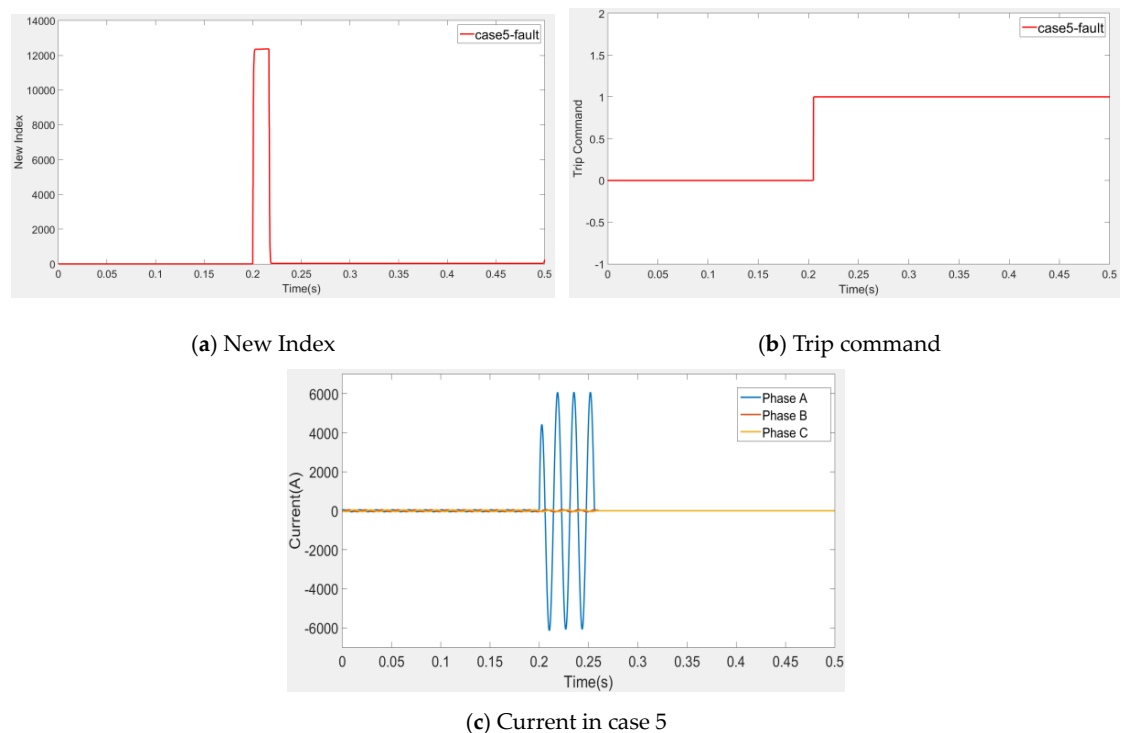 14000
12000
10000
8000
6000
4000
2000
0
New Index
case5-fault
0 0.05 0.1 0.15 0.2 0.25 0.3 0.35 0.4 0.45 0.5
Time(s)
(a) New Index
2
1.5
1
0.5
0
-0.5
-1
Trip Command
case5-fault
0 0.05 0.1 0.15 0.2 0.25 0.3 0.35 0.4 0.45 0.5
Time(s)
(b) Trip command
6000
4000
2000
0
-2000
-4000
-6000
Current(A)
Phase A
Phase B
Phase C
0 0.05 0.1 0.15 0.2 0.25 0.3 0.35 0.4 0.45 0.5
Time(s)
(c) Current in case 5